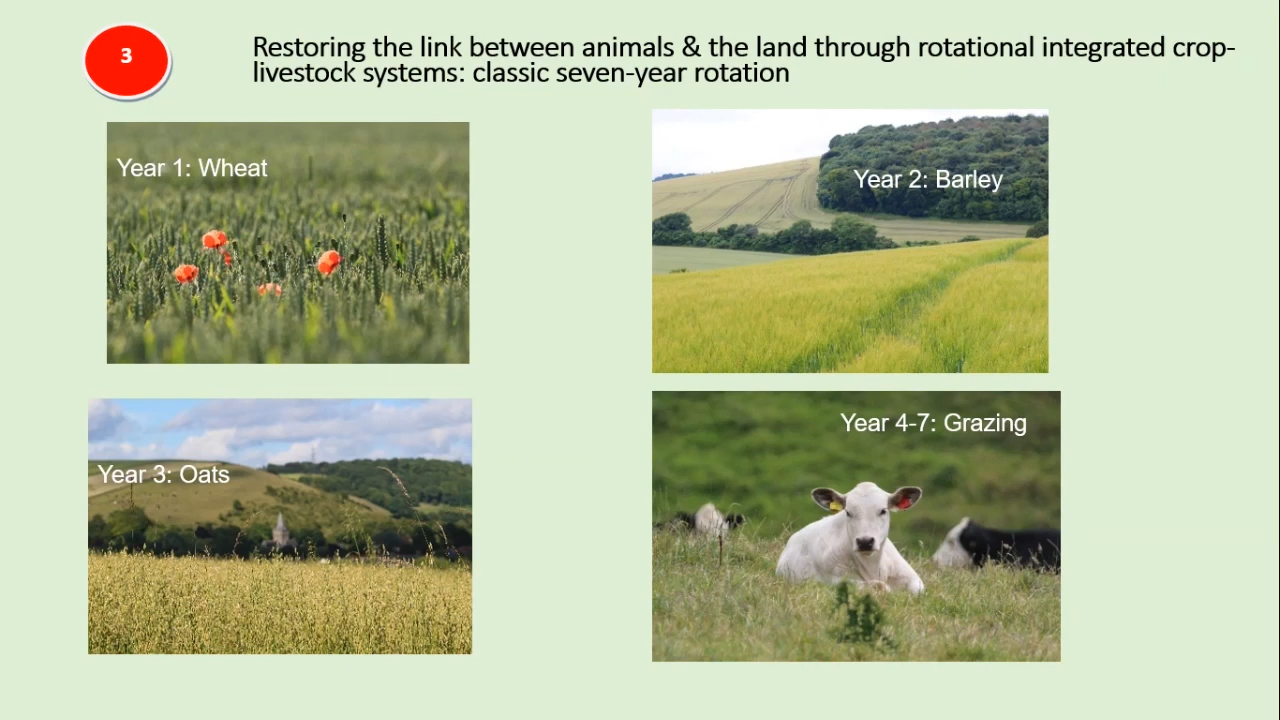 3
Restoring the link between animals & the land through rotational integrated crop-
livestock systems: classic seven-year rotation
Year 1: Wheat
Year 2: Barley
Year 3: Oats
Year 4-7: Grazing